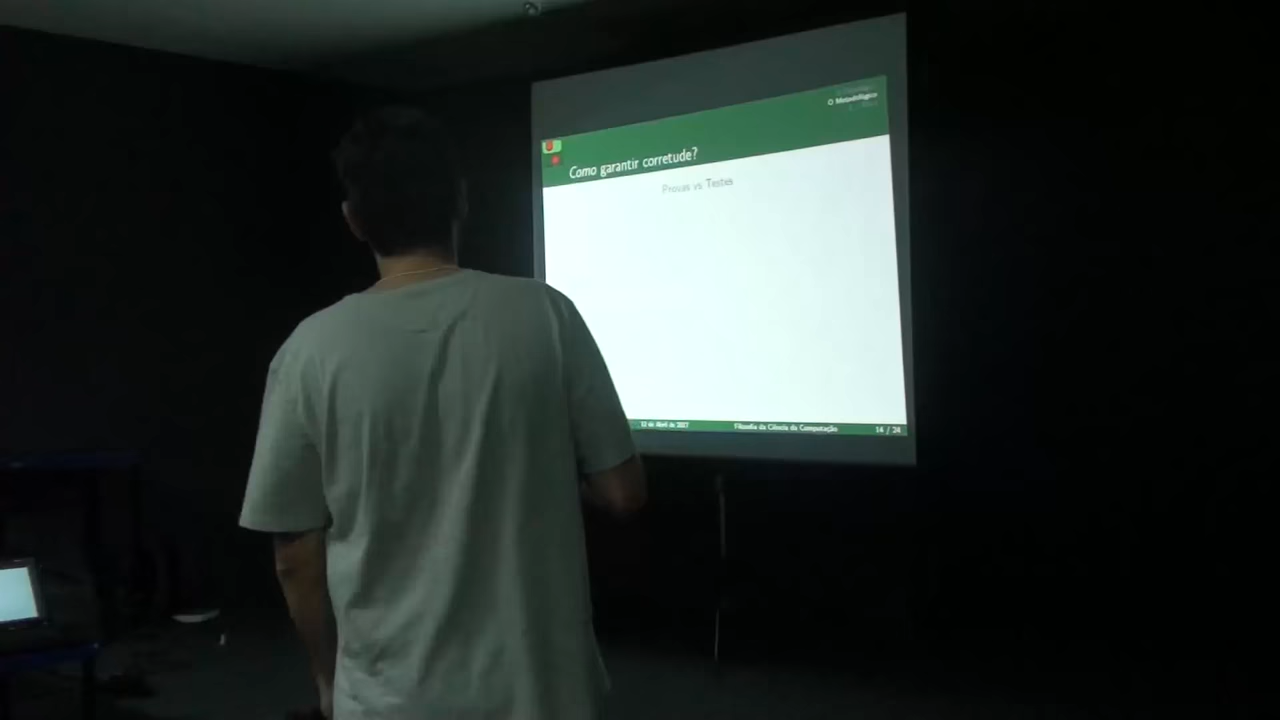 O Metodológico
Como garantir corretude?
Provas vs Testes
Filosofia da Ciência da Computação
14 / 24